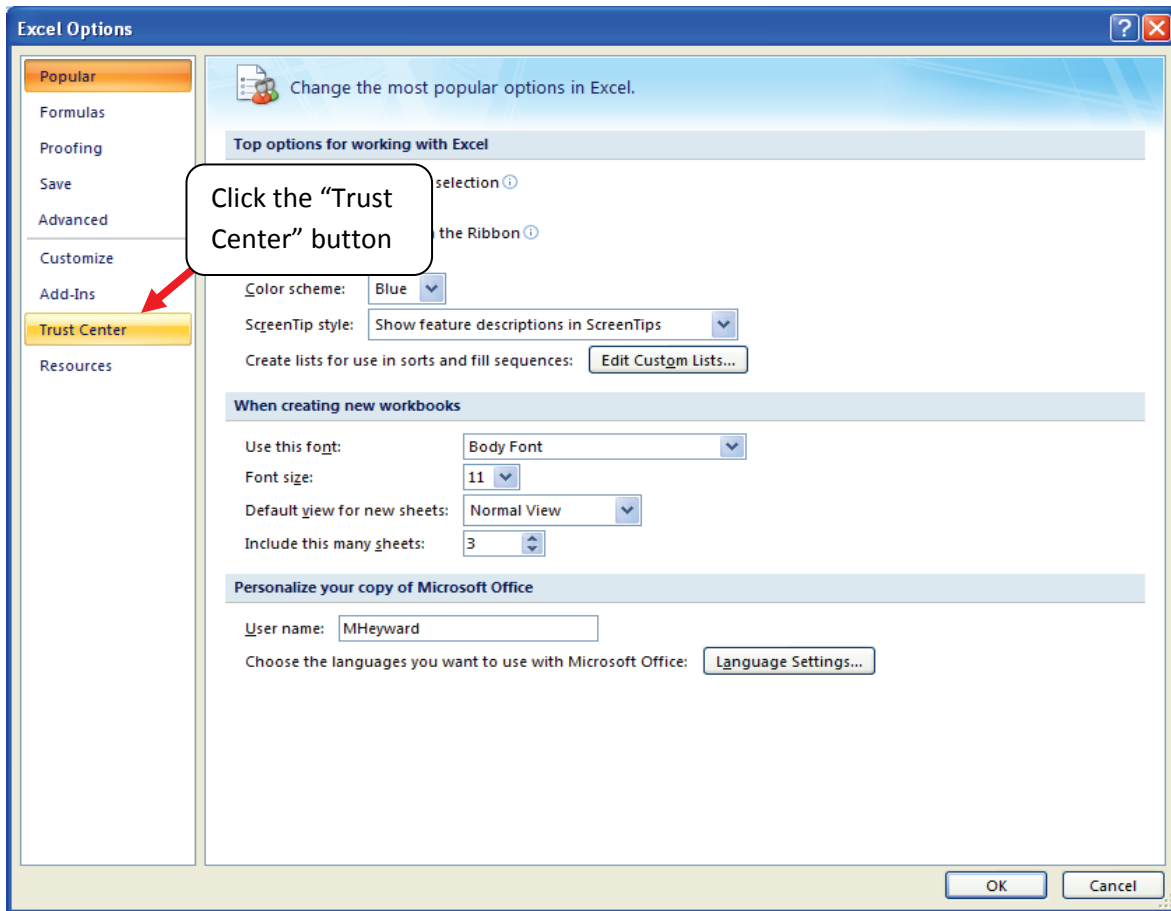 Excel Options
Popular
Formulas
Proofing
Save
Advanced
Customize
Add-Ins
Trust Center
Resources
Change the most popular options in Excel.
Top options for working with Excel
selection
the Ribbon
Click the “Trust
Center” button
Color scheme: Blue
ScreenTip style: Show feature descriptions in ScreenTips
Create lists for use in sorts and fill sequences: Edit Custom Lists...
When creating new workbooks
Use this font: Body Font
Font size: 11
Default view for new sheets: Normal View
Include this many sheets: 3
Personalize your copy of Microsoft Office
User name: MHeyward
Choose the languages you want to use with Microsoft Office: Language Settings...
OK Cancel